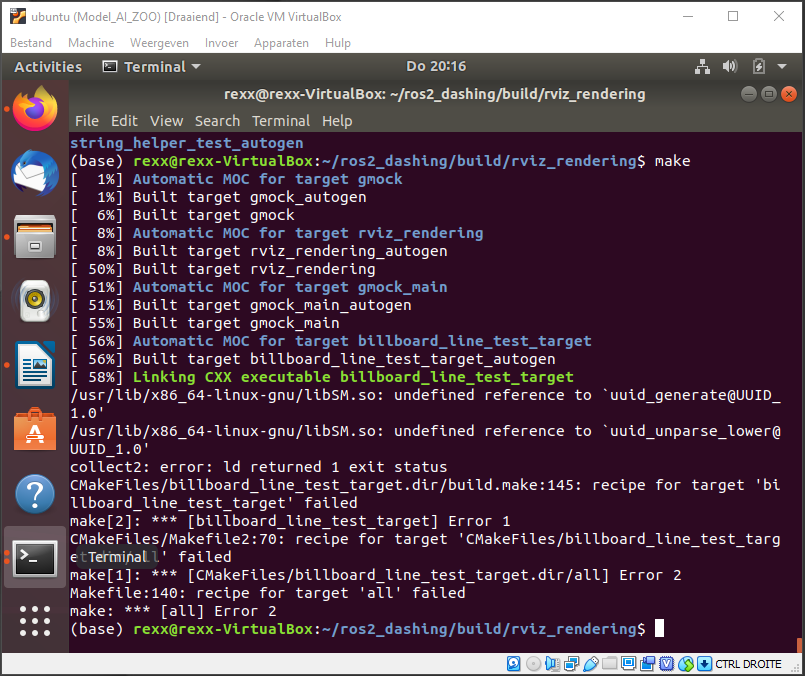 ubuntu (Model_AI_ZOO) [Draaiend] - Oracle VM VirtualBox
Bestand Machine Weergeven Invoer Apparaten Hulp
Activities Terminal Do 20:16
rexx@rexx-VirtualBox: ~/ros2_dashing/build/rviz_rendering
File Edit View Search Terminal Help
string_helper_test_autogen
(base) rexx@rexx-VirtualBox:~/ros2_dashing/build/rviz_rendering$ make
[  1%] Automatic MOC for target gmock
[  1%] Built target gmock_autogen
[  6%] Built target gmock
[  8%] Automatic MOC for target rviz_rendering
[  8%] Built target rviz_rendering_autogen
[ 50%] Built target rviz_rendering
[ 51%] Automatic MOC for target gmock_main
[ 51%] Built target gmock_main_autogen
[ 55%] Built target gmock_main
[ 56%] Automatic MOC for target billboard_line_test_target
[ 56%] Built target billboard_line_test_target_autogen
[ 58%] Linking CXX executable billboard_line_test_target
/usr/lib/x86_64-linux-gnu/libSM.so: undefined reference to `uuid_generate@UUID_
1.0'
/usr/lib/x86_64-linux-gnu/libSM.so: undefined reference to `uuid_unparse_lower@
UUID_1.0'
collect2: error: ld returned 1 exit status
CMakeFiles/billboard_line_test_target.dir/build.make:145: recipe for target 'bi
llboard_line_test_target' failed
make[2]: *** [billboard_line_test_target] Error 1
CMakeFiles/Makefile2:70: recipe for target 'CMakeFiles/billboard_line_test_targ
e Terminal l' failed
make[1]: *** [CMakeFiles/billboard_line_test_target.dir/all] Error 2
Makefile:140: recipe for target 'all' failed
make: *** [all] Error 2
(base) rexx@rexx-VirtualBox:~/ros2_dashing/build/rviz_rendering$
CTRL DROITE